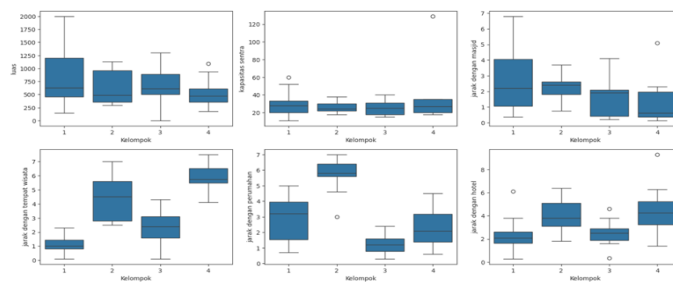 luas
2000
1750
1500
1250
1000
750
500
250
0
1 2 3 4
Kelompok
kapasitas sentra
120
100
80
60
40
20
1 2 3 4
Kelompok
jarak dengan masjid
7
6
5
4
3
2
1
0
1 2 3 4
Kelompok
jarak dengan tempat wisata
7
6
5
4
3
2
1
0
1 2 3 4
Kelompok
jarak dengan perumahan
7
6
5
4
3
2
1
0
1 2 3 4
Kelompok
jarak dengan hotel
8
6
4
2
0
1 2 3 4
Kelompok